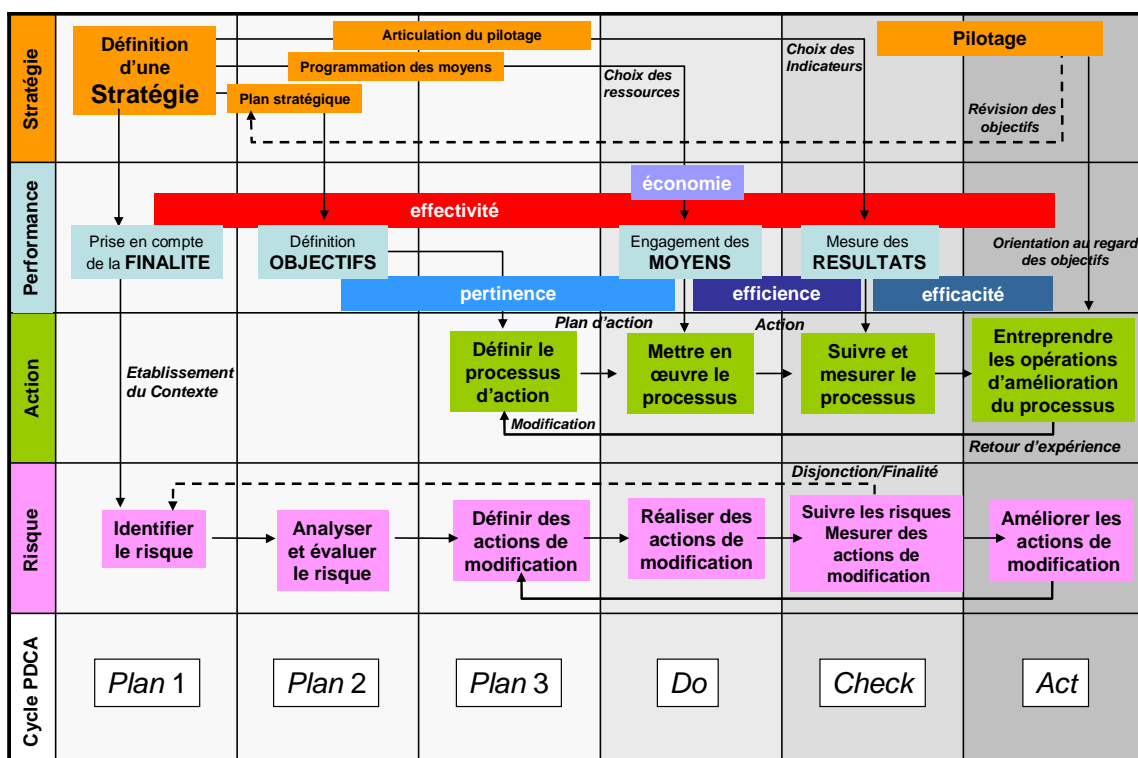 Stratégie
Définition
d'une
Stratégie
Articulation du pilotage
Programmation des moyens
Plan stratégique
Choix des
ressources
Choix des
Indicateurs
Pilotage
Révision des
objectifs
Performance
économie
effectivité
Prise en compte
de la FINALITE
Définition
OBJECTIFS
Engagement des
MOYENS
Mesure des
RESULTATS
Orientation au regard
des objectifs
pertinence
efficience
efficacité
Action
Etablissement
du Contexte
Plan d'action
Action
Définir le
processus
d'action
Mettre en
œuvre le
processus
Suivre et
mesurer le
processus
Entreprendre
les opérations
d'amélioration
du processus
Modification
Retour d'expérience
Risque
Disjonction/Finalité
Identifier
le risque
Analyser
et évaluer
le risque
Définir des
actions de
modification
Réaliser des
actions de
modification
Suivre les risques
Mesurer des
actions de
modification
Améliorer les
actions de
modification
Cycle PDCA
Plan 1
Plan 2
Plan 3
Do
Check
Act